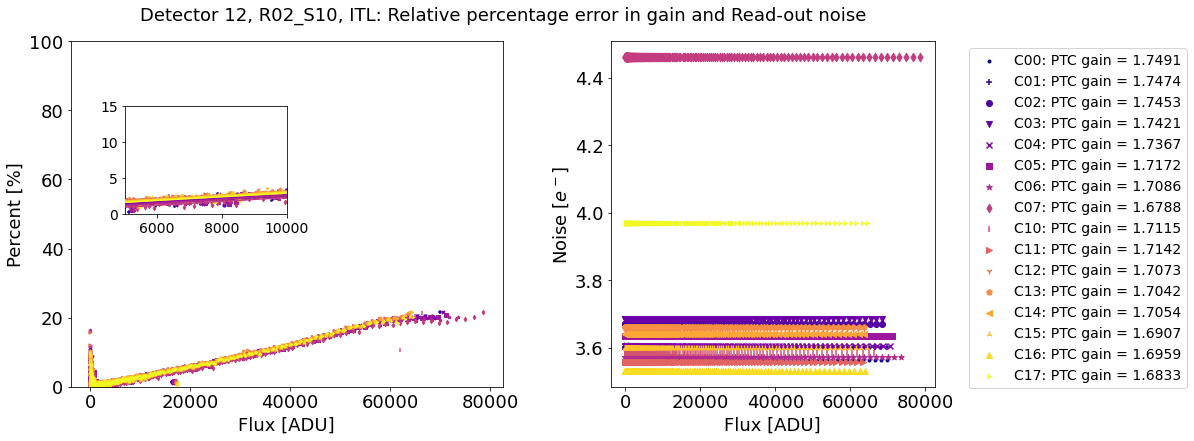 Detector 12, R02_S10, ITL: Relative percentage error in gain and Read-out noise
Percent [%]
100
80
60
40
20
0
15
10
5
0
6000 8000 10000
0 20000 40000 60000 80000
Flux [ADU]
Noise [e⁻]
4.4
4.2
4.0
3.8
3.6
0 20000 40000 60000 80000
Flux [ADU]
C00: PTC gain = 1.7491
C01: PTC gain = 1.7474
C02: PTC gain = 1.7453
C03: PTC gain = 1.7421
C04: PTC gain = 1.7367
C05: PTC gain = 1.7172
C06: PTC gain = 1.7086
C07: PTC gain = 1.6788
C10: PTC gain = 1.7115
C11: PTC gain = 1.7142
C12: PTC gain = 1.7073
C13: PTC gain = 1.7042
C14: PTC gain = 1.7054
C15: PTC gain = 1.6907
C16: PTC gain = 1.6959
C17: PTC gain = 1.6833